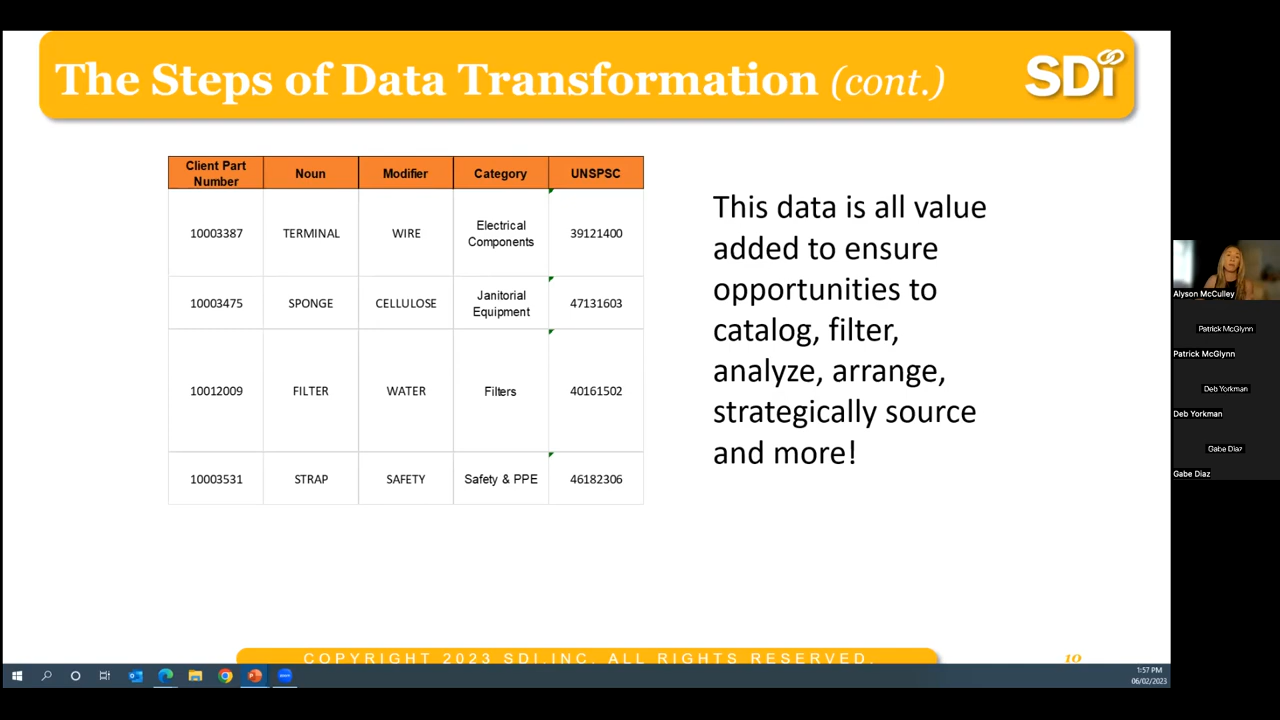 The Steps of Data Transformation (cont.)
SDi
Client Part
Number
Noun
Modifier
Category
UNSPSC
10003387
TERMINAL
WIRE
Electrical
Components
39121400
10003475
SPONGE
CELLULOSE
Janitorial
Equipment
47131603
10012009
FILTER
WATER
Filters
40161502
10003531
STRAP
SAFETY
Safety & PPE
46182306
This data is all value
added to ensure
opportunities to
catalog, filter,
analyze, arrange,
strategically source
and more!
Alyson McCulley
Patrick McGlynn
Patrick McGlynn
Deb Yorkman
Deb Yorkman
Gabe Diaz
Gabe Diaz
COPYRIGHT 2023 SDI,INC. ALL RIGHTS RESERVED.
10
1:57 PM
06/02/2023